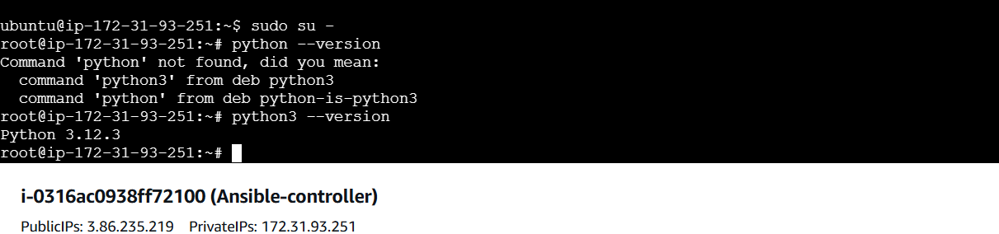 ubuntu@ip-172-31-93-251:~$ sudo su -
root@ip-172-31-93-251:~# python --version
Command 'python' not found, did you mean:
  command 'python3' from deb python3
  command 'python' from deb python-is-python3
root@ip-172-31-93-251:~# python3 --version
Python 3.12.3
root@ip-172-31-93-251:~#
i-0316ac0938ff72100 (Ansible-controller)
PublicIPs: 3.86.235.219 PrivateIPs: 172.31.93.251